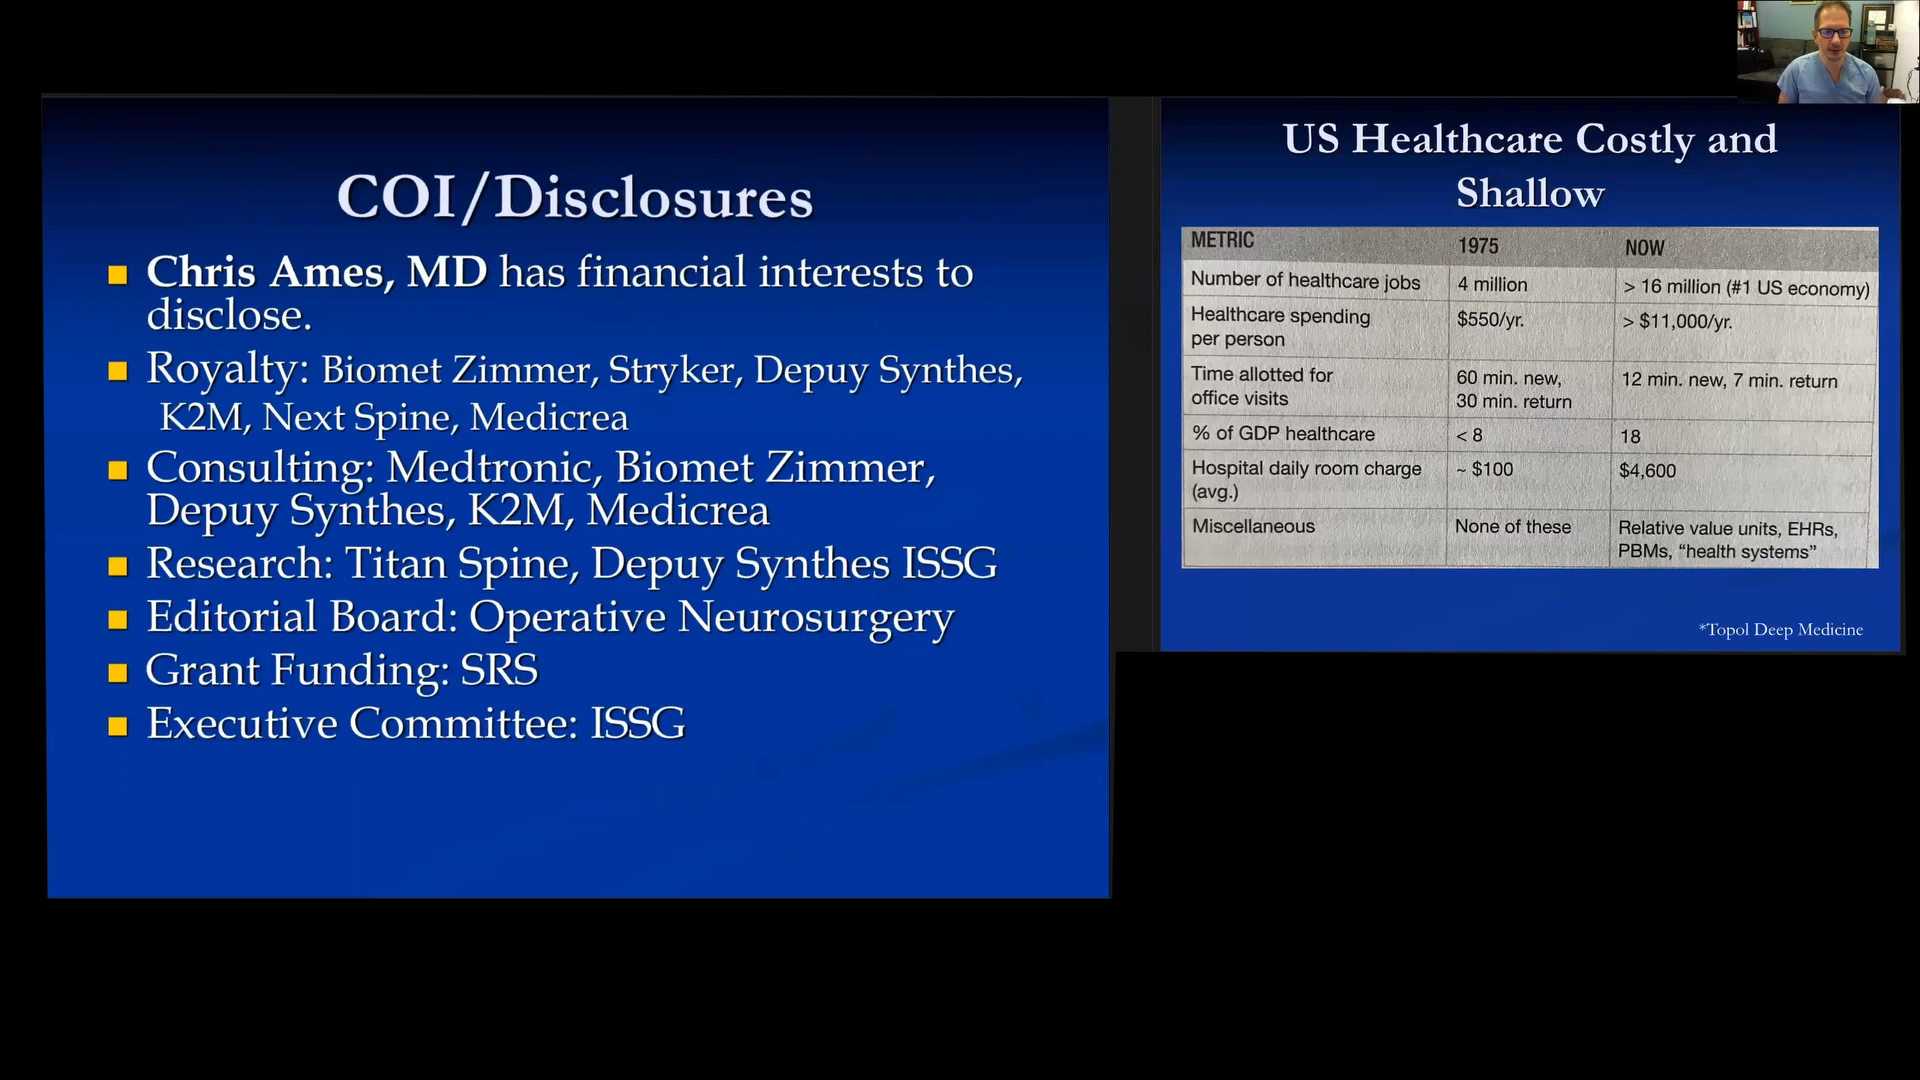 COI/Disclosures
Chris Ames, MD has financial interests to
disclose.
Royalty: Biomet Zimmer, Stryker, Depuy Synthes,
K2M, Next Spine, Medicrea
Consulting: Medtronic, Biomet Zimmer,
Depuy Synthes, K2M, Medicrea
Research: Titan Spine, Depuy Synthes ISSG
Editorial Board: Operative Neurosurgery
Grant Funding: SRS
Executive Committee: ISSG
US Healthcare Costly and
Shallow
METRIC 1975 NOW
Number of healthcare jobs 4 million > 16 million (#1 US economy)
Healthcare spending $550/yr. > $11,000/yr.
per person
Time allotted for 60 min. new, 12 min. new, 7 min. return
office visits 30 min. return
% of GDP healthcare < 8 18
Hospital daily room charge ~ $100 $4,600
(avg.)
Miscellaneous None of these Relative value units, EHRs,
PBMs, “health systems”
*Topol Deep Medicine